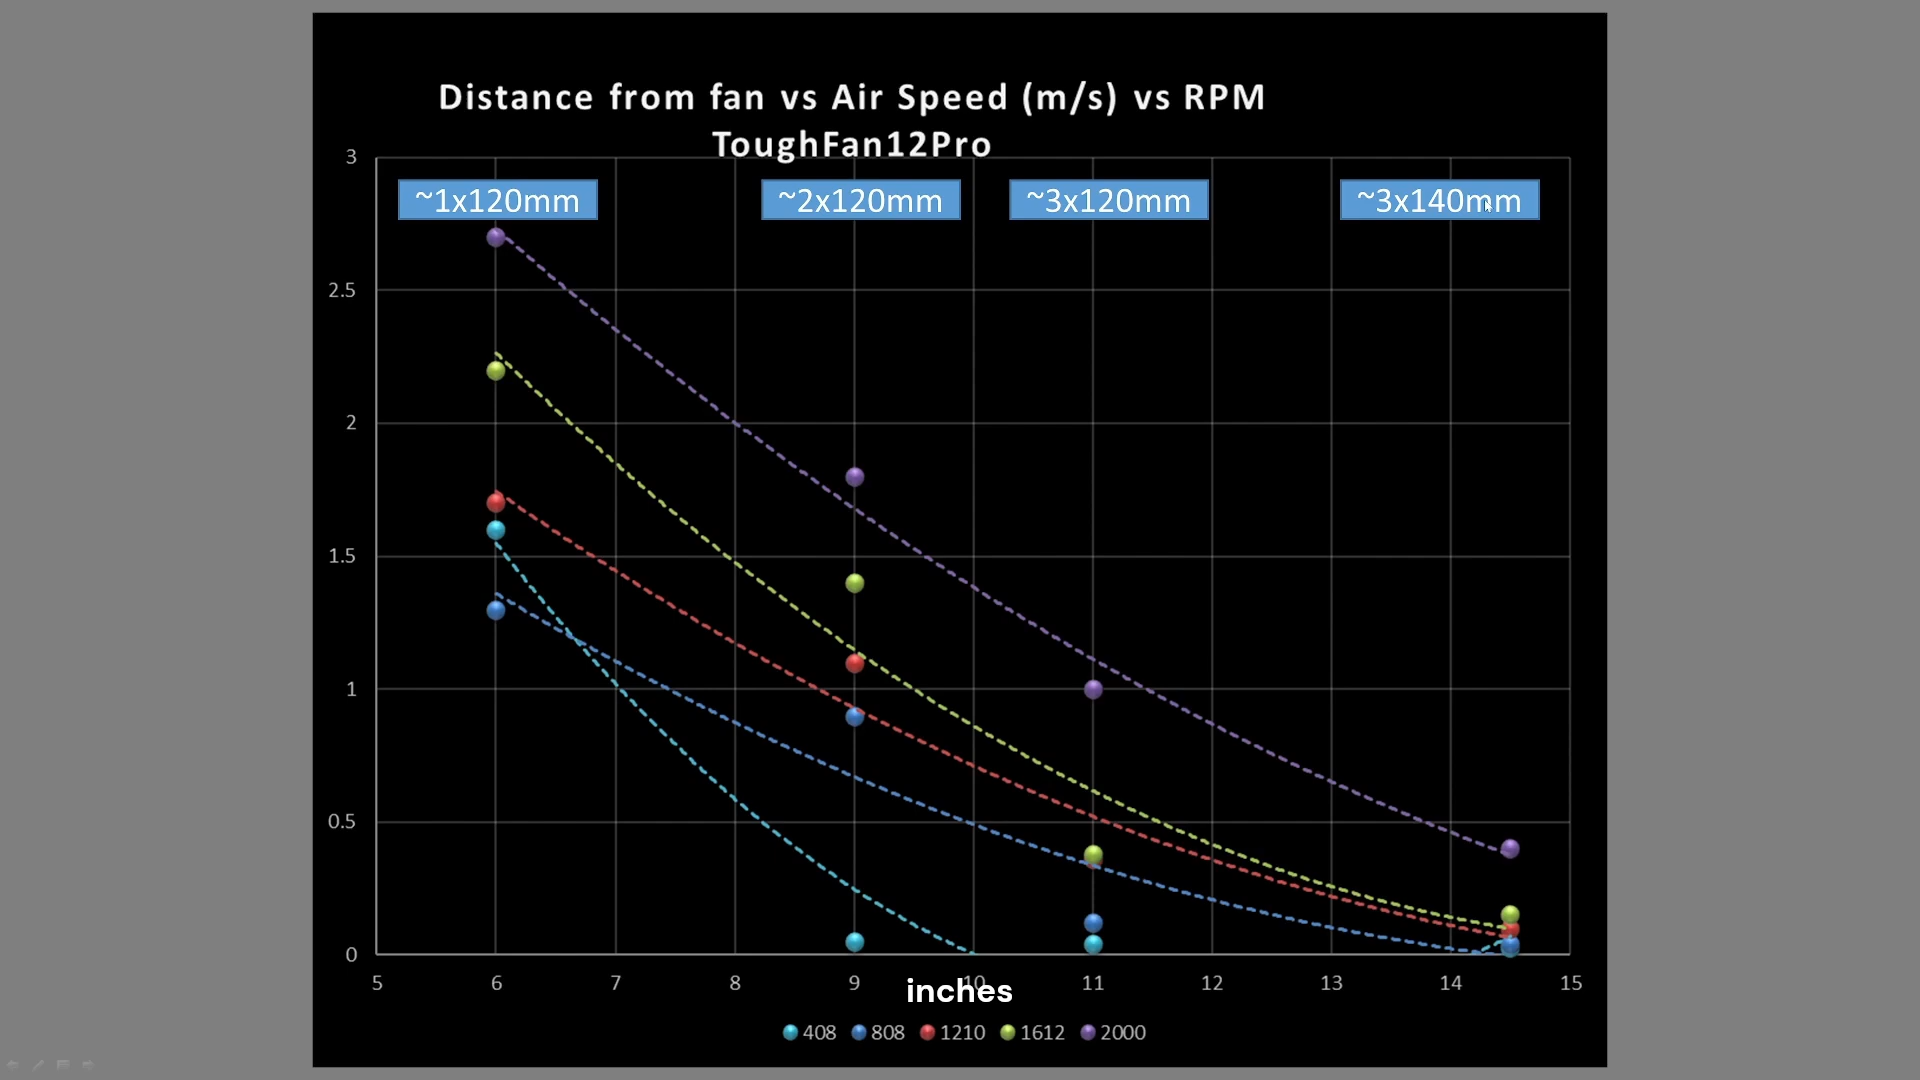 Distance from fan vs Air Speed (m/s) vs RPM
ToughFan12Pro
~1x120mm ~2x120mm ~3x120mm ~3x140mm
3
2.5
2
1.5
1
0.5
0
5 6 7 8 9 10 11 12 13 14 15
inches
408 808 1210 1612 2000